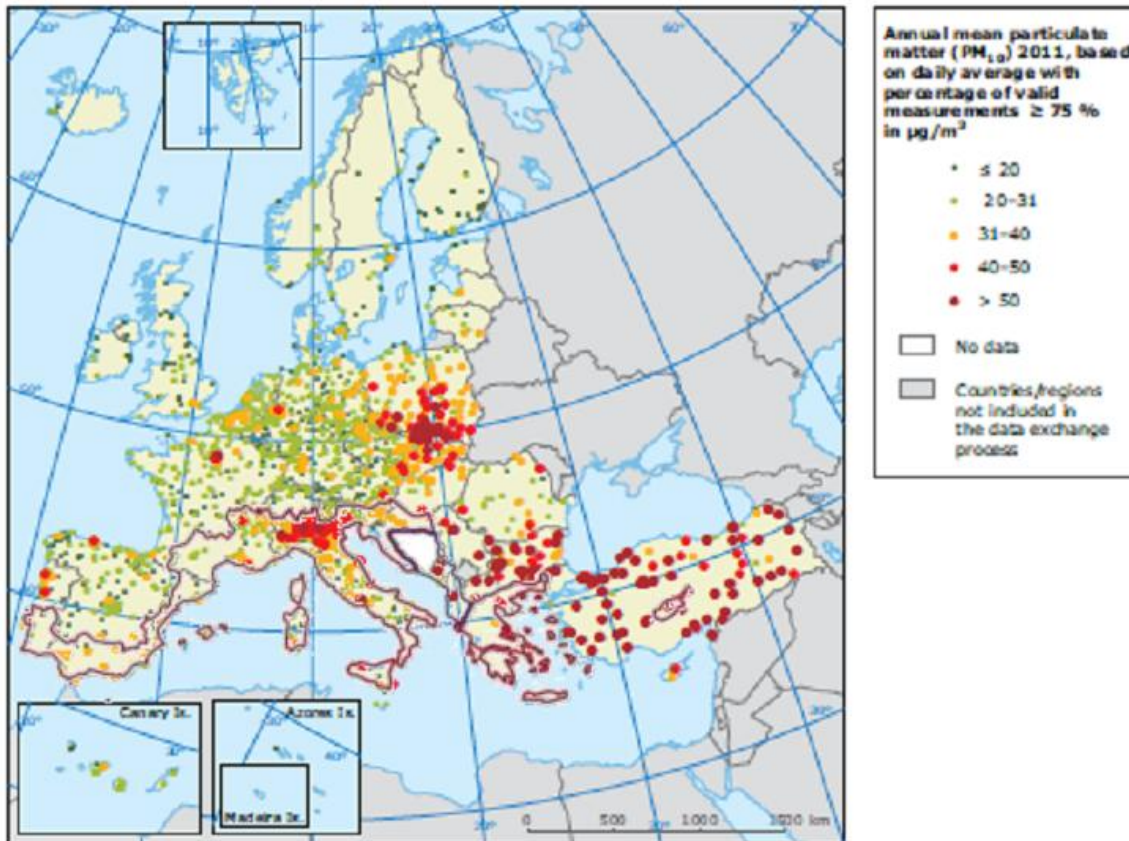 Annual mean particulate
matter (PM₁₀) 2011, based
on daily average with
percentage of valid
measurements ≥ 75 %
in µg/m³
≤ 20
20–31
31–40
40–50
> 50
No data
Countries/regions
not included in
the data exchange
process
Canary Is.
Azores Is.
Madeira Is.
0 500 1000 1500 km